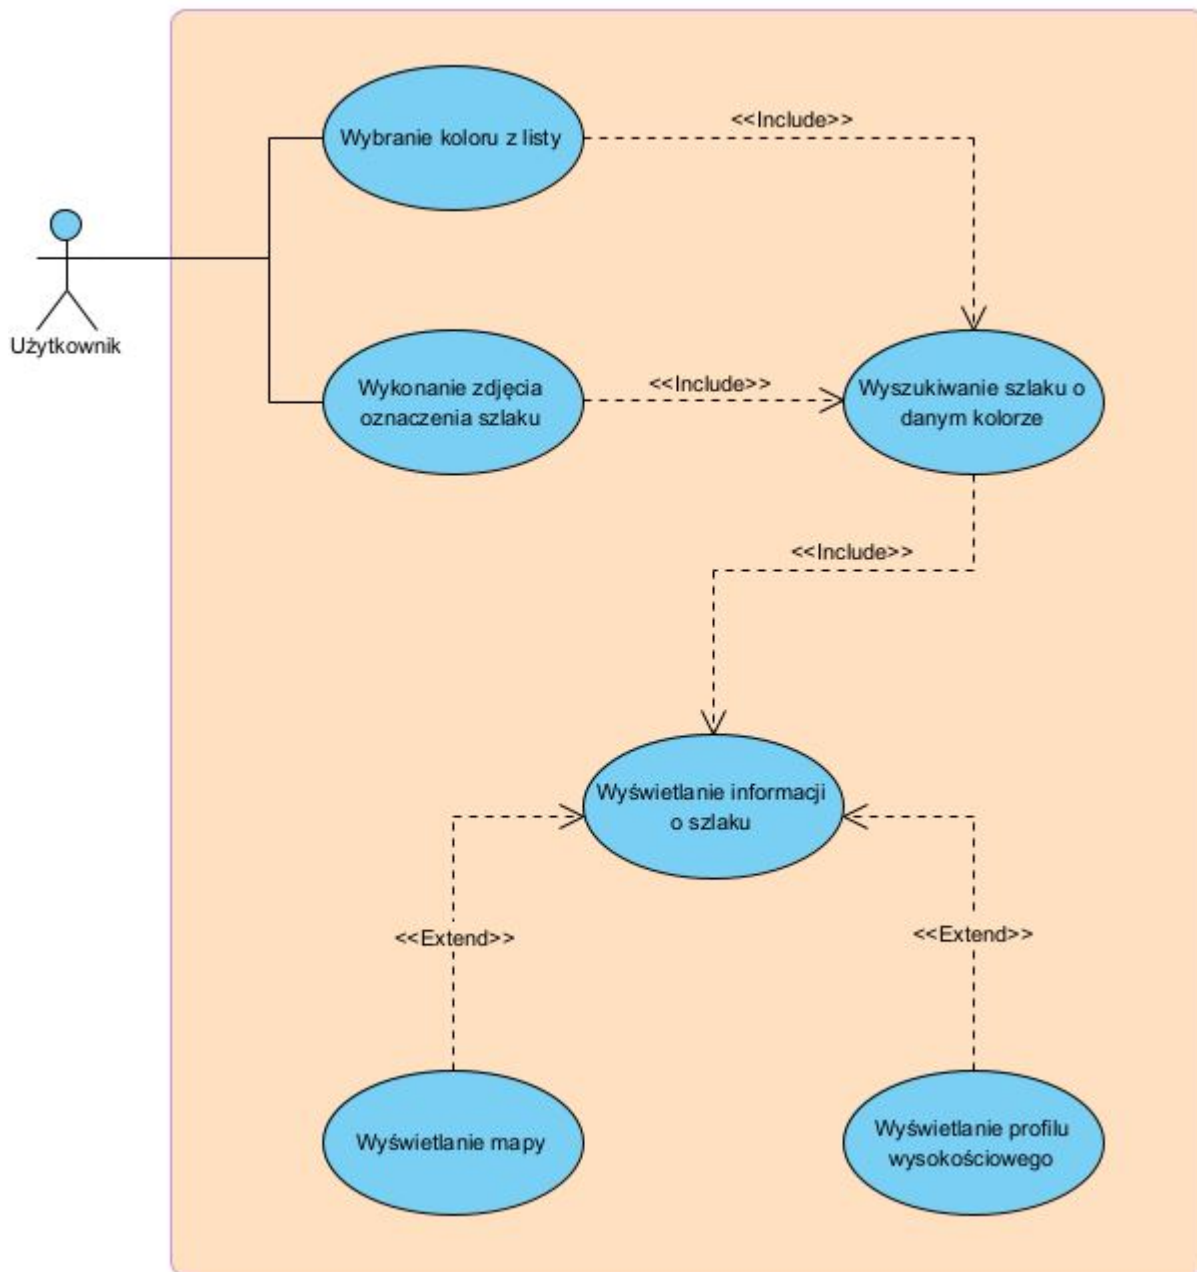 Wybranie koloru z listy
<<Include>>
Użytkownik
Wykonanie zdjęcia
oznaczenia szlaku
<<Include>>
Wyszukiwanie szlaku o
danym kolorze
<<Include>>
Wyświetlanie informacji
o szlaku
<<Extend>>
<<Extend>>
Wyświetlanie mapy
Wyświetlanie profilu
wysokościowego